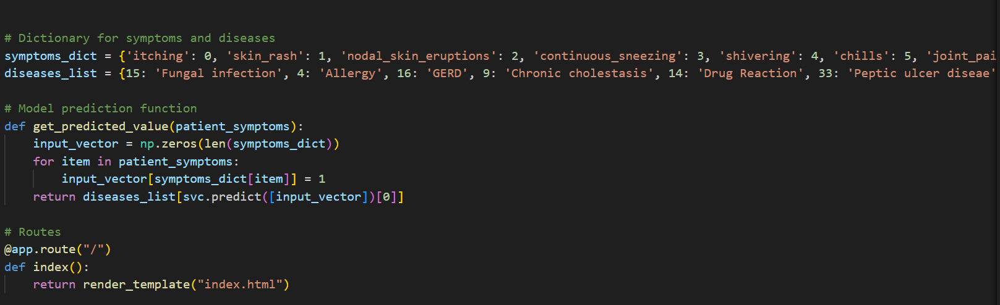 # Dictionary for symptoms and diseases
symptoms_dict = {'itching': 0, 'skin_rash': 1, 'nodal_skin_eruptions': 2, 'continuous_sneezing': 3, 'shivering': 4, 'chills': 5, 'joint_pai
diseases_list = {15: 'Fungal infection', 4: 'Allergy', 16: 'GERD', 9: 'Chronic cholestasis', 14: 'Drug Reaction', 33: 'Peptic ulcer diseae'
# Model prediction function
def get_predicted_value(patient_symptoms):
    input_vector = np.zeros(len(symptoms_dict))
    for item in patient_symptoms:
        input_vector[symptoms_dict[item]] = 1
    return diseases_list[svc.predict([input_vector])[0]]
# Routes
@app.route("/")
def index():
    return render_template("index.html")